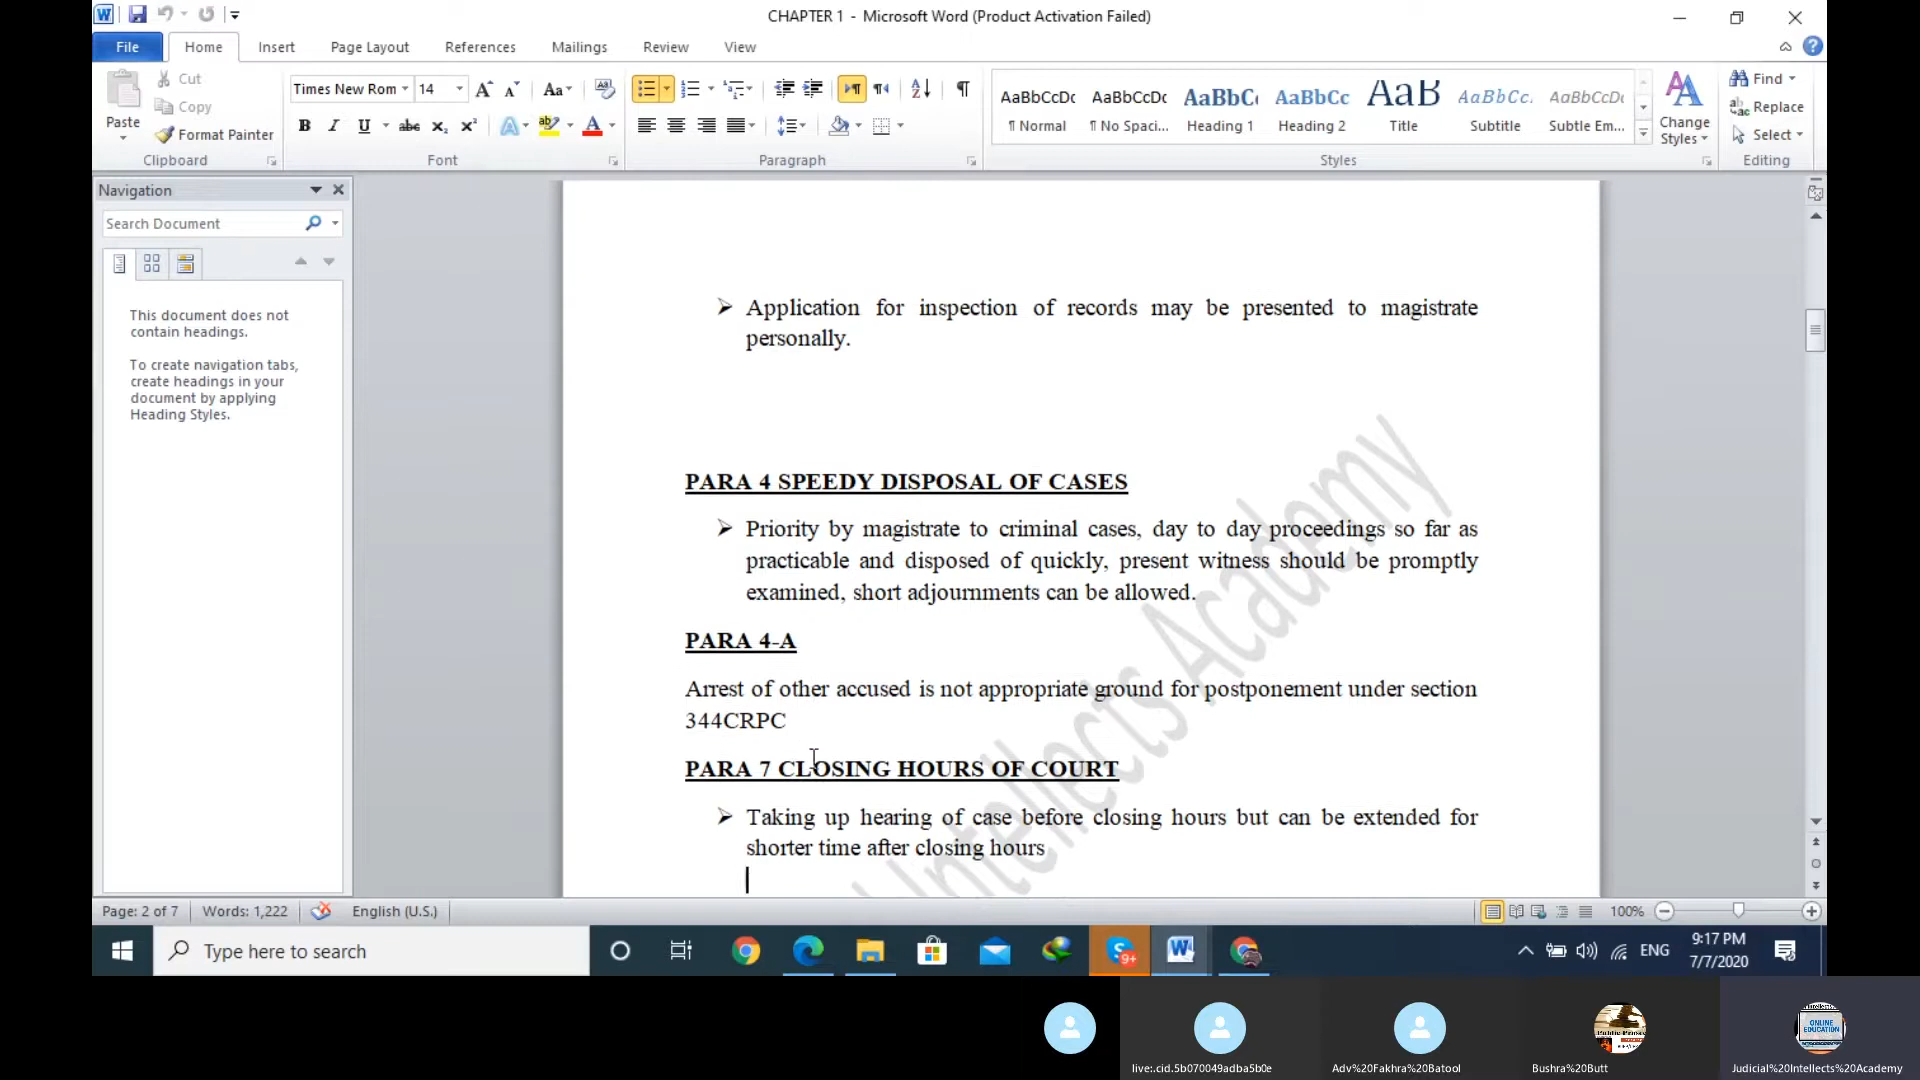 CHAPTER 1 - Microsoft Word (Product Activation Failed)
File Home Insert Page Layout References Mailings Review View
Paste
Cut
Copy
Format Painter
Clipboard
Times New Rom 14
Font
Paragraph
AaBbCcDc AaBbCcDc AaBbC AaBbCc AaB AaBbCc. AaBbCcDc
¶ Normal ¶ No Spaci... Heading 1 Heading 2 Title Subtitle Subtle Em...
Styles
Change
Styles
Find
Replace
Select
Editing
Navigation
Search Document
This document does not
contain headings.
To create navigation tabs,
create headings in your
document by applying
Heading Styles.
Application for inspection of records may be presented to magistrate
personally.
PARA 4 SPEEDY DISPOSAL OF CASES
Priority by magistrate to criminal cases, day to day proceedings so far as
practicable and disposed of quickly, present witness should be promptly
examined, short adjournments can be allowed.
PARA 4-A
Arrest of other accused is not appropriate ground for postponement under section
344CRPC
PARA 7 CLOSING HOURS OF COURT
Taking up hearing of case before closing hours but can be extended for
shorter time after closing hours
Intellects Academy
Page: 2 of 7 Words: 1,222 English (U.S.) 100%
Type here to search
9+
ENG
9:17 PM
7/7/2020
ONLINE
EDUCATION
live:.cid.5b070049adba5b0e Adv%20Fakhra%20Batool Bushra%20Butt Judicial%20Intellects%20Academy